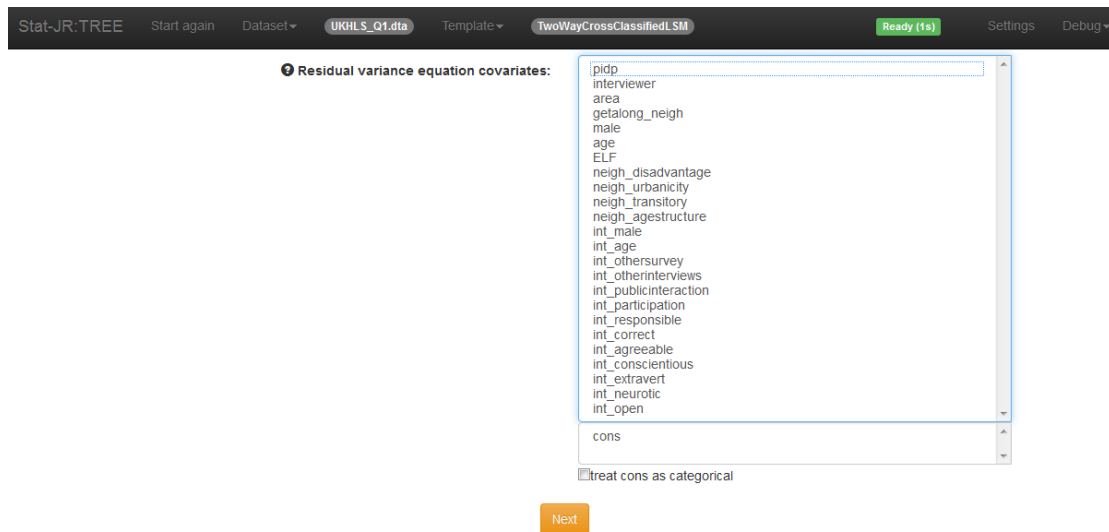 Stat-JR:TREE Start again Dataset UKHLS_Q1.dta Template TwoWayCrossClassifiedLSM Ready (1s) Settings Debug
? Residual variance equation covariates:
pidp
interviewer
area
getalong_neigh
male
age
ELF
neigh_disadvantage
neigh_urbanicity
neigh_transitory
neigh_agestructure
int_male
int_age
int_othersurvey
int_otherinterviews
int_publicinteraction
int_participation
int_responsible
int_correct
int_agreeable
int_conscientious
int_extravert
int_neurotic
int_open
cons
treat cons as categorical
Next